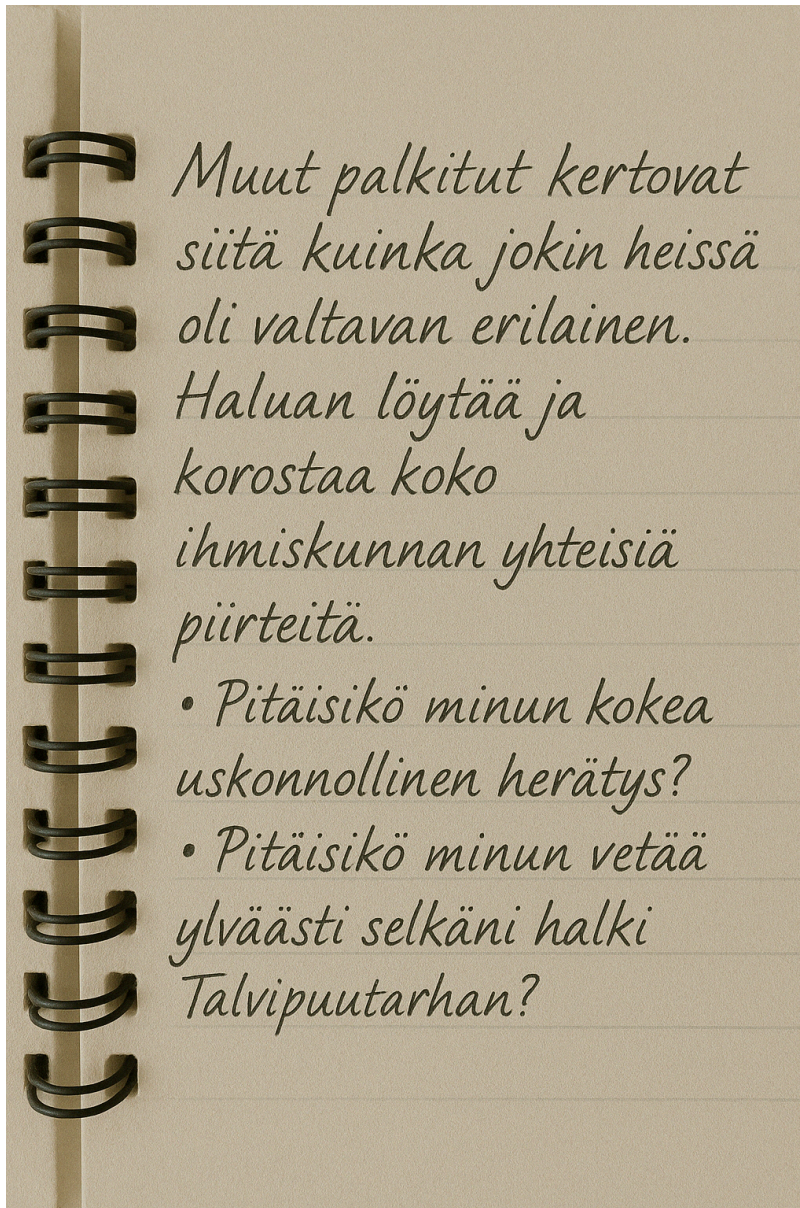 Muut palkitut kertovat
siitä kuinka jokin heissä
oli valtavan erilainen.
Haluan löytää ja
korostaa koko
ihmiskunnan yhteisiä
piirteitä.
• Pitäisikö minun kokea
uskonnollinen herätys?
• Pitäisikö minun vetää
ylväästi selkäni halki
Talvipuutarhan?